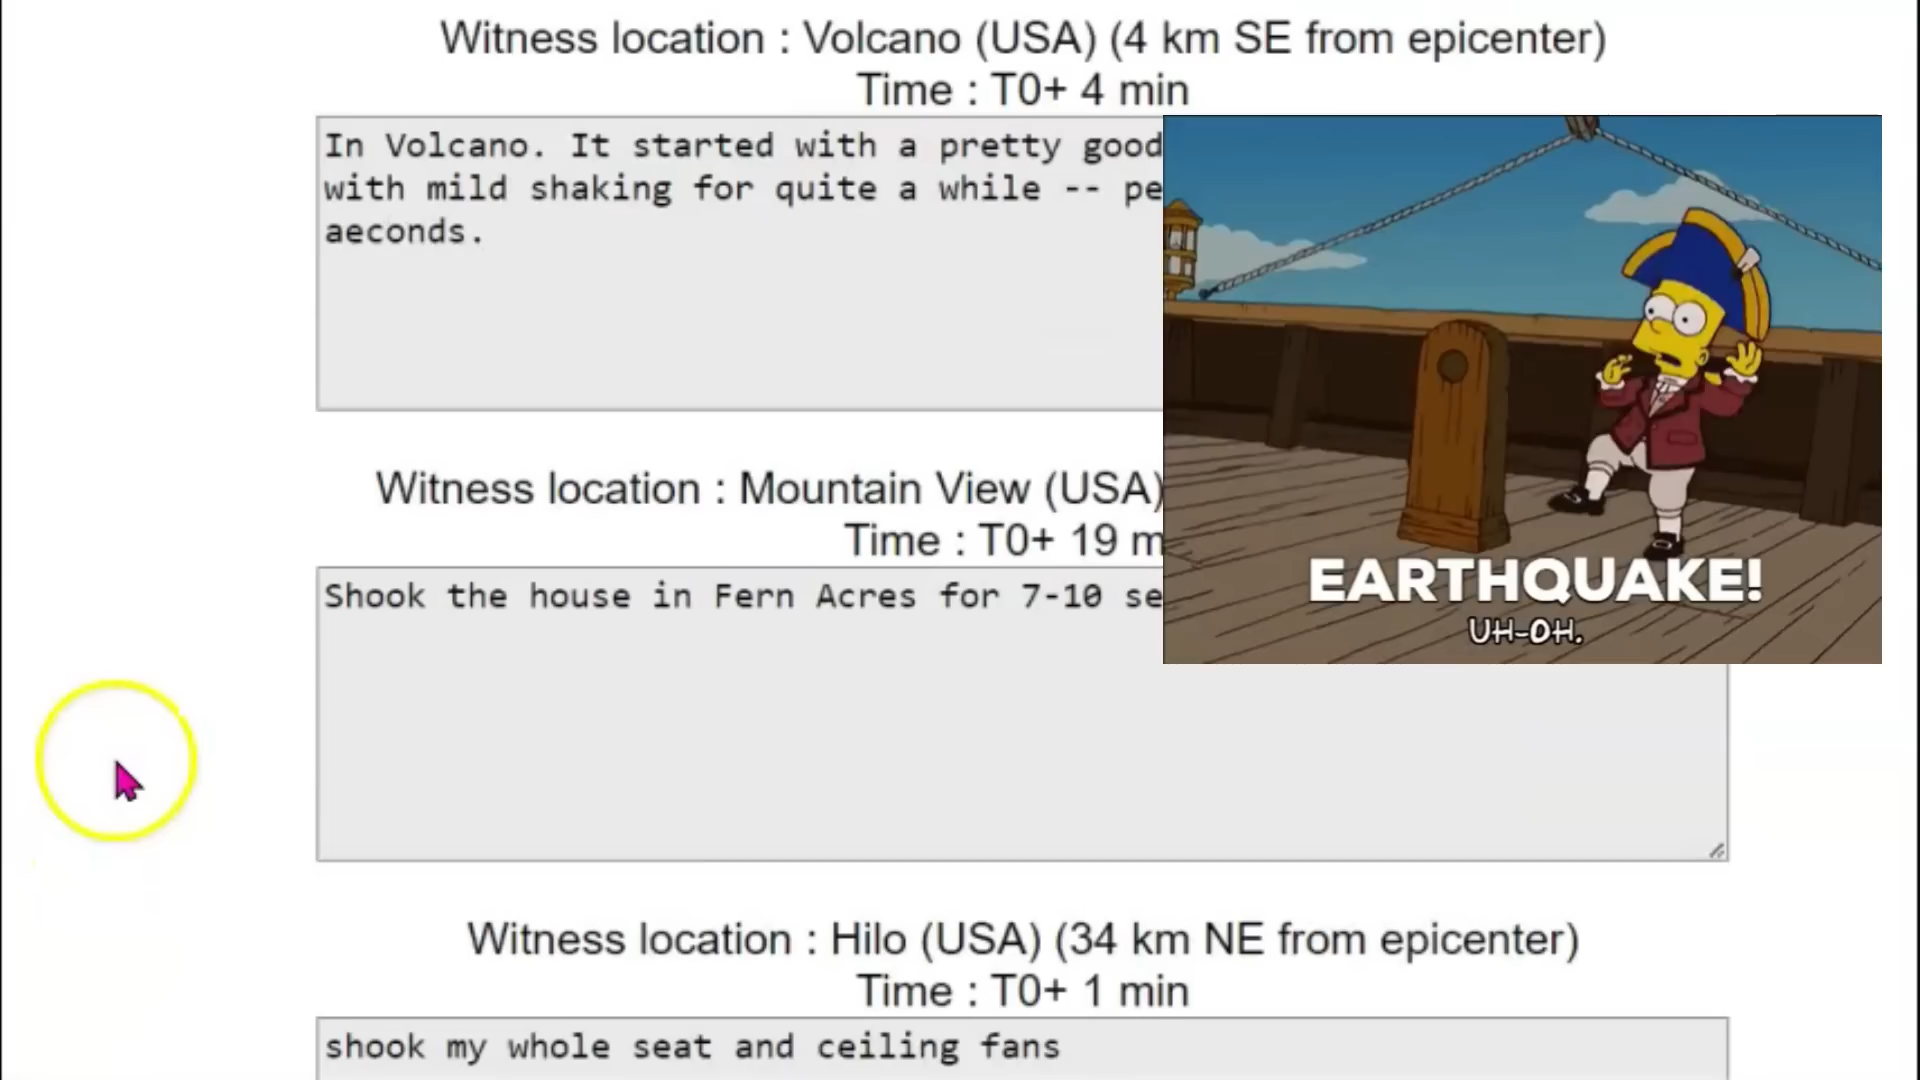 Witness location : Volcano (USA) (4 km SE from epicenter)
Time : T0+ 4 min
In Volcano. It started with a pretty good
with mild shaking for quite a while --
aeconds.
Witness location : Mountain View (USA)
Time : T0+ 19
Shook the house in Fern Acres for 7-10
EARTHQUAKE!
UH-OH.
Witness location : Hilo (USA) (34 km NE from epicenter)
Time : T0+ 1 min
shook my whole seat and ceiling fans